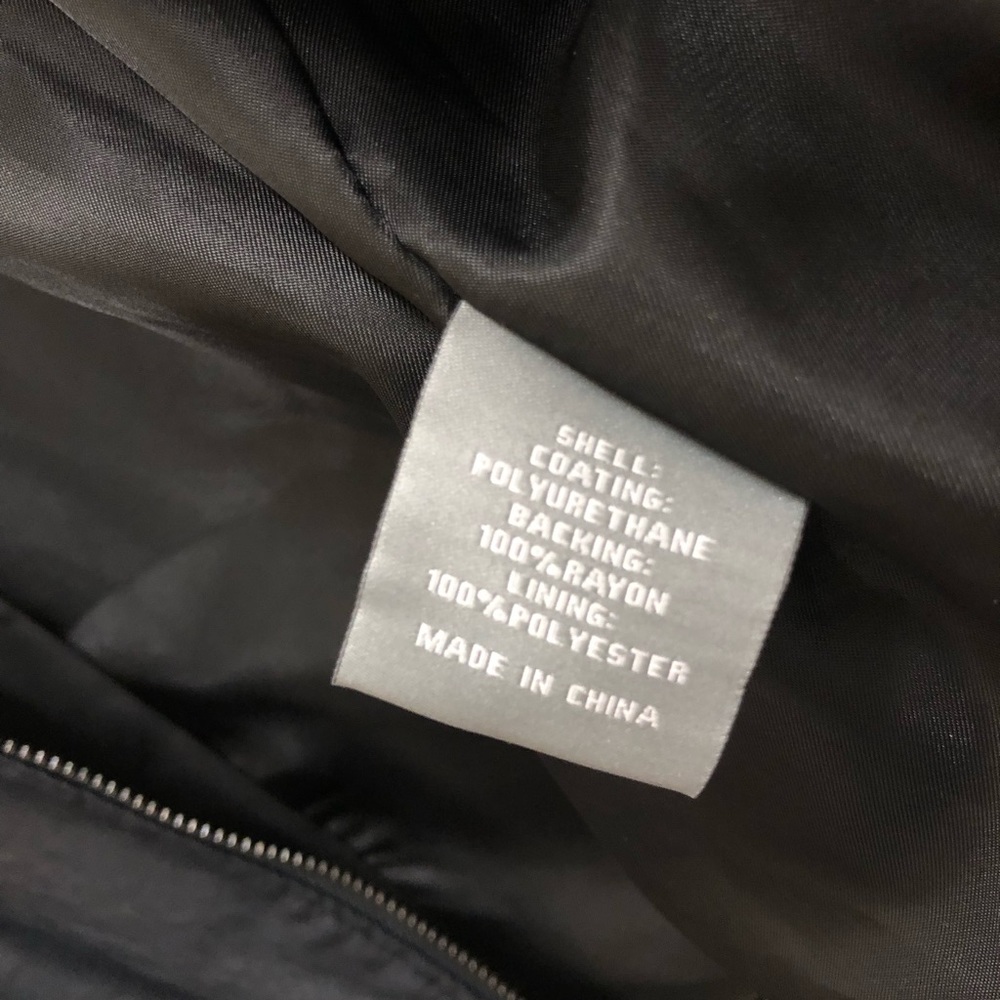 SHELL:
COATING:
POLYURETHANE
BACKING:
100%RAYON
LINING:
100%POLYESTER
MADE IN CHINA